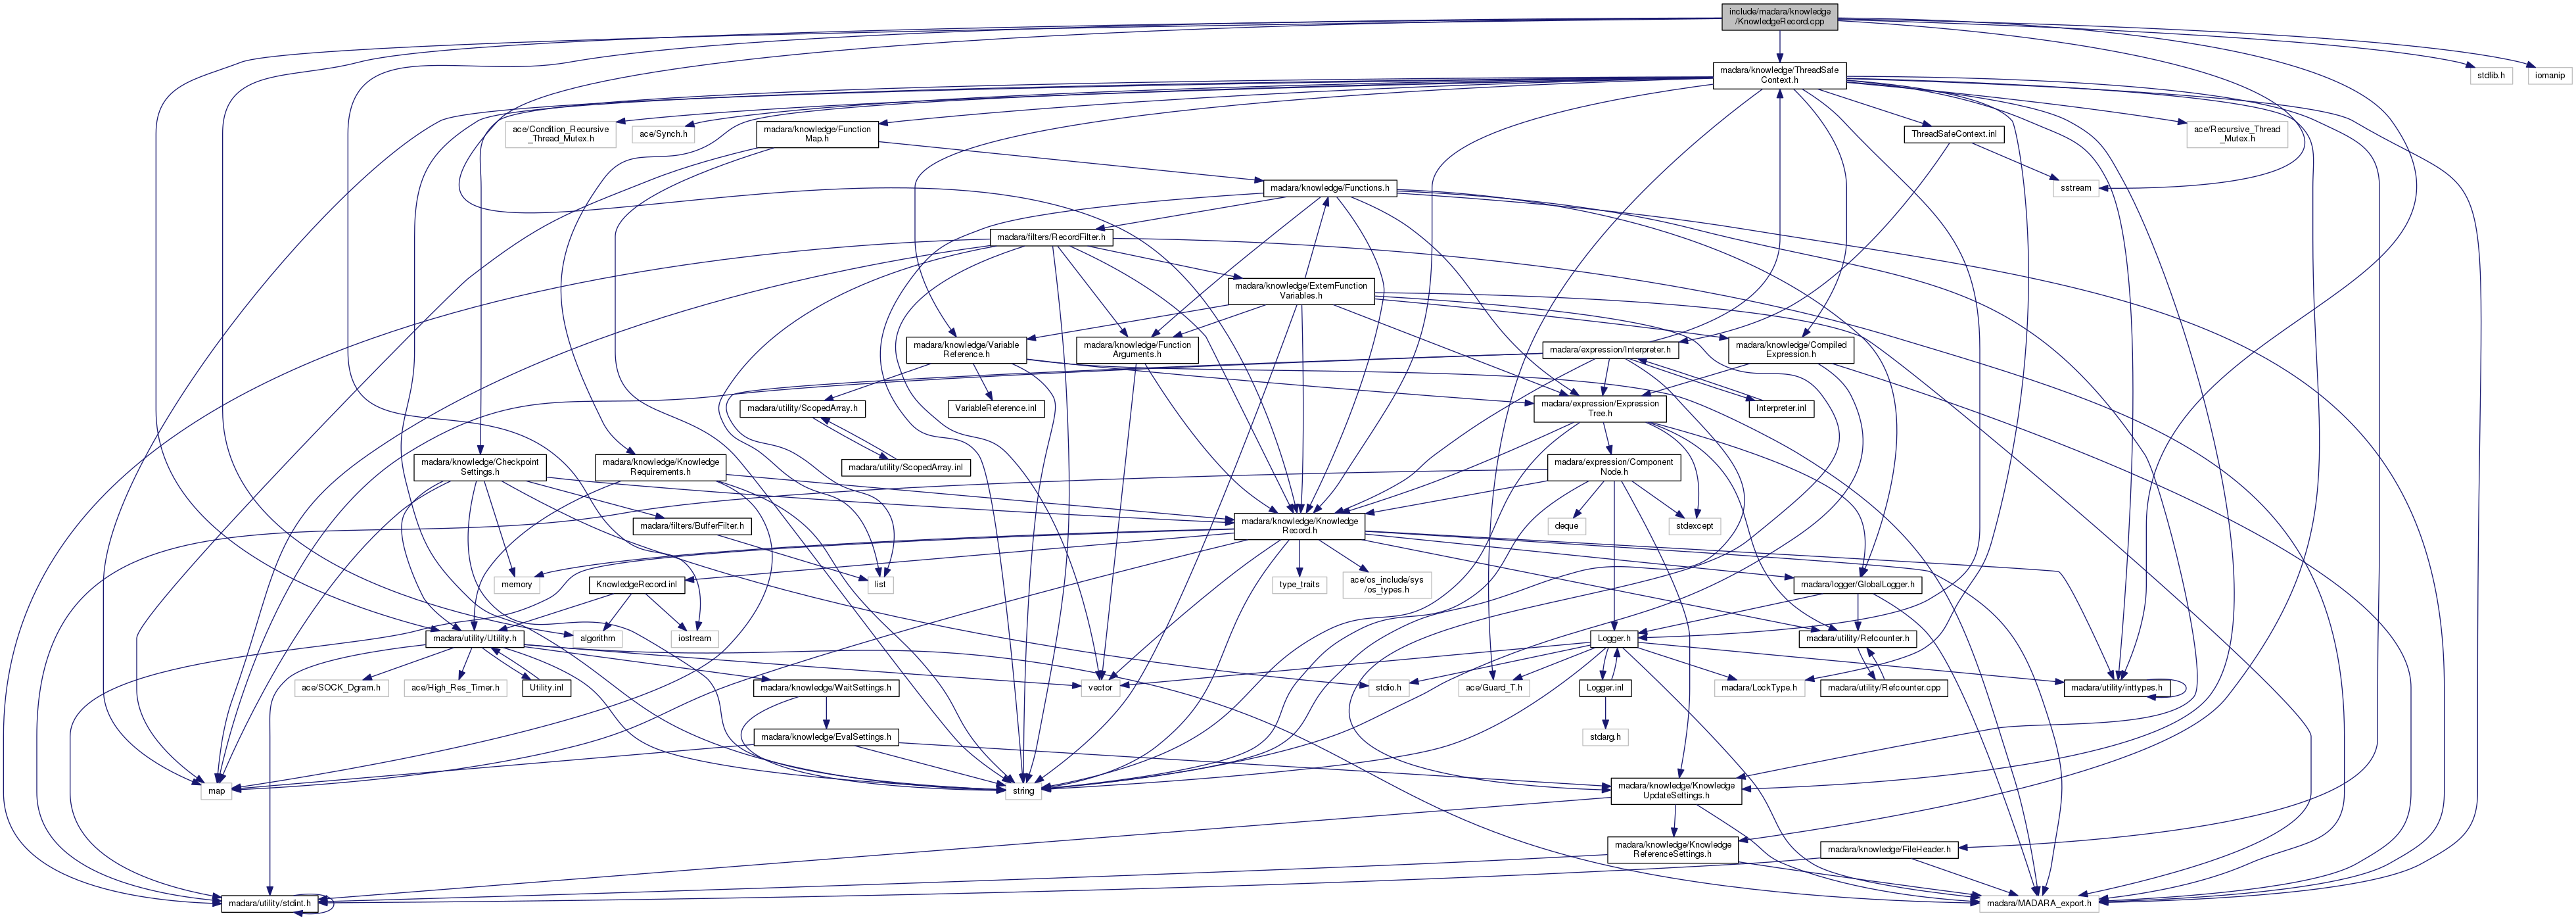 include/madara/knowledge
/KnowledgeRecord.cpp
madara/knowledge/ThreadSafe
Context.h
stdlib.h
iomanip
ace/Condition_Recursive
_Thread_Mutex.h
ace/Synch.h
madara/knowledge/Function
Map.h
ThreadSafeContext.inl
ace/Recursive_Thread
_Mutex.h
madara/knowledge/Functions.h
sstream
madara/filters/RecordFilter.h
madara/knowledge/ExternFunction
Variables.h
madara/knowledge/Variable
Reference.h
madara/knowledge/Function
Arguments.h
madara/expression/Interpreter.h
madara/knowledge/Compiled
Expression.h
madara/utility/ScopedArray.h
VariableReference.inl
madara/expression/Expression
Tree.h
Interpreter.inl
madara/knowledge/Checkpoint
Settings.h
madara/knowledge/Knowledge
Requirements.h
madara/utility/ScopedArray.inl
madara/expression/Component
Node.h
madara/filters/BufferFilter.h
madara/knowledge/Knowledge
Record.h
deque
stdexcept
memory
KnowledgeRecord.inl
list
type_traits
ace/os_include/sys
/os_types.h
madara/logger/GlobalLogger.h
madara/utility/Utility.h
algorithm
iostream
Logger.h
madara/utility/Refcounter.h
ace/SOCK_Dgram.h
ace/High_Res_Timer.h
Utility.inl
madara/knowledge/WaitSettings.h
vector
stdio.h
ace/Guard_T.h
Logger.inl
madara/LockType.h
madara/utility/Refcounter.cpp
madara/utility/inttypes.h
madara/knowledge/EvalSettings.h
stdarg.h
map
string
madara/knowledge/Knowledge
UpdateSettings.h
madara/knowledge/Knowledge
ReferenceSettings.h
madara/knowledge/FileHeader.h
madara/utility/stdint.h
madara/MADARA_export.h